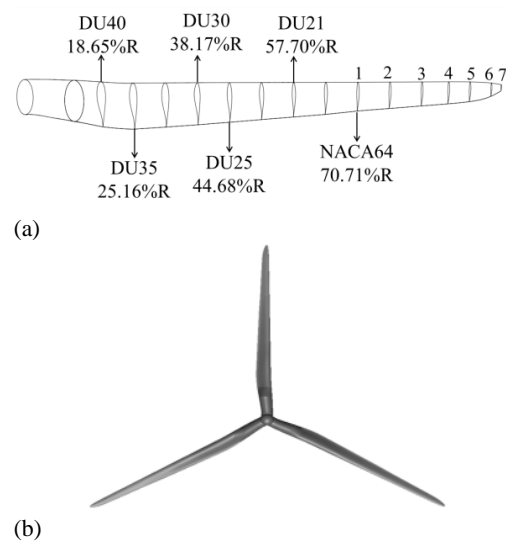 DU40
18.65%R
DU30
38.17%R
DU21
57.70%R
1 2 3 4 5 6 7
DU35
25.16%R
DU25
44.68%R
NACA64
70.71%R
(a)
(b)